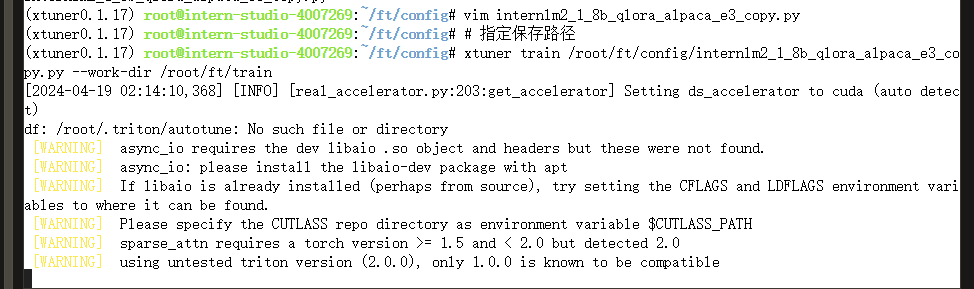 (xtuner0.1.17) root@intern-studio-4007269:~/ft/config# vim internlm2_1_8b_qlora_alpaca_e3_copy.py
(xtuner0.1.17) root@intern-studio-4007269:~/ft/config# # 指定保存路径
(xtuner0.1.17) root@intern-studio-4007269:~/ft/config# xtuner train /root/ft/config/internlm2_1_8b_qlora_alpaca_e3_co
py.py --work-dir /root/ft/train
[2024-04-19 02:14:10,368] [INFO] [real_accelerator.py:203:get_accelerator] Setting ds_accelerator to cuda (auto detec
t)
df: /root/.triton/autotune: No such file or directory
[WARNING]  async_io requires the dev libaio .so object and headers but these were not found.
[WARNING]  async_io: please install the libaio-dev package with apt
[WARNING]  If libaio is already installed (perhaps from source), try setting the CFLAGS and LDFLAGS environment vari
ables to where it can be found.
[WARNING]  Please specify the CUTLASS repo directory as environment variable $CUTLASS_PATH
[WARNING]  sparse_attn requires a torch version >= 1.5 and < 2.0 but detected 2.0
[WARNING]  using untested triton version (2.0.0), only 1.0.0 is known to be compatible